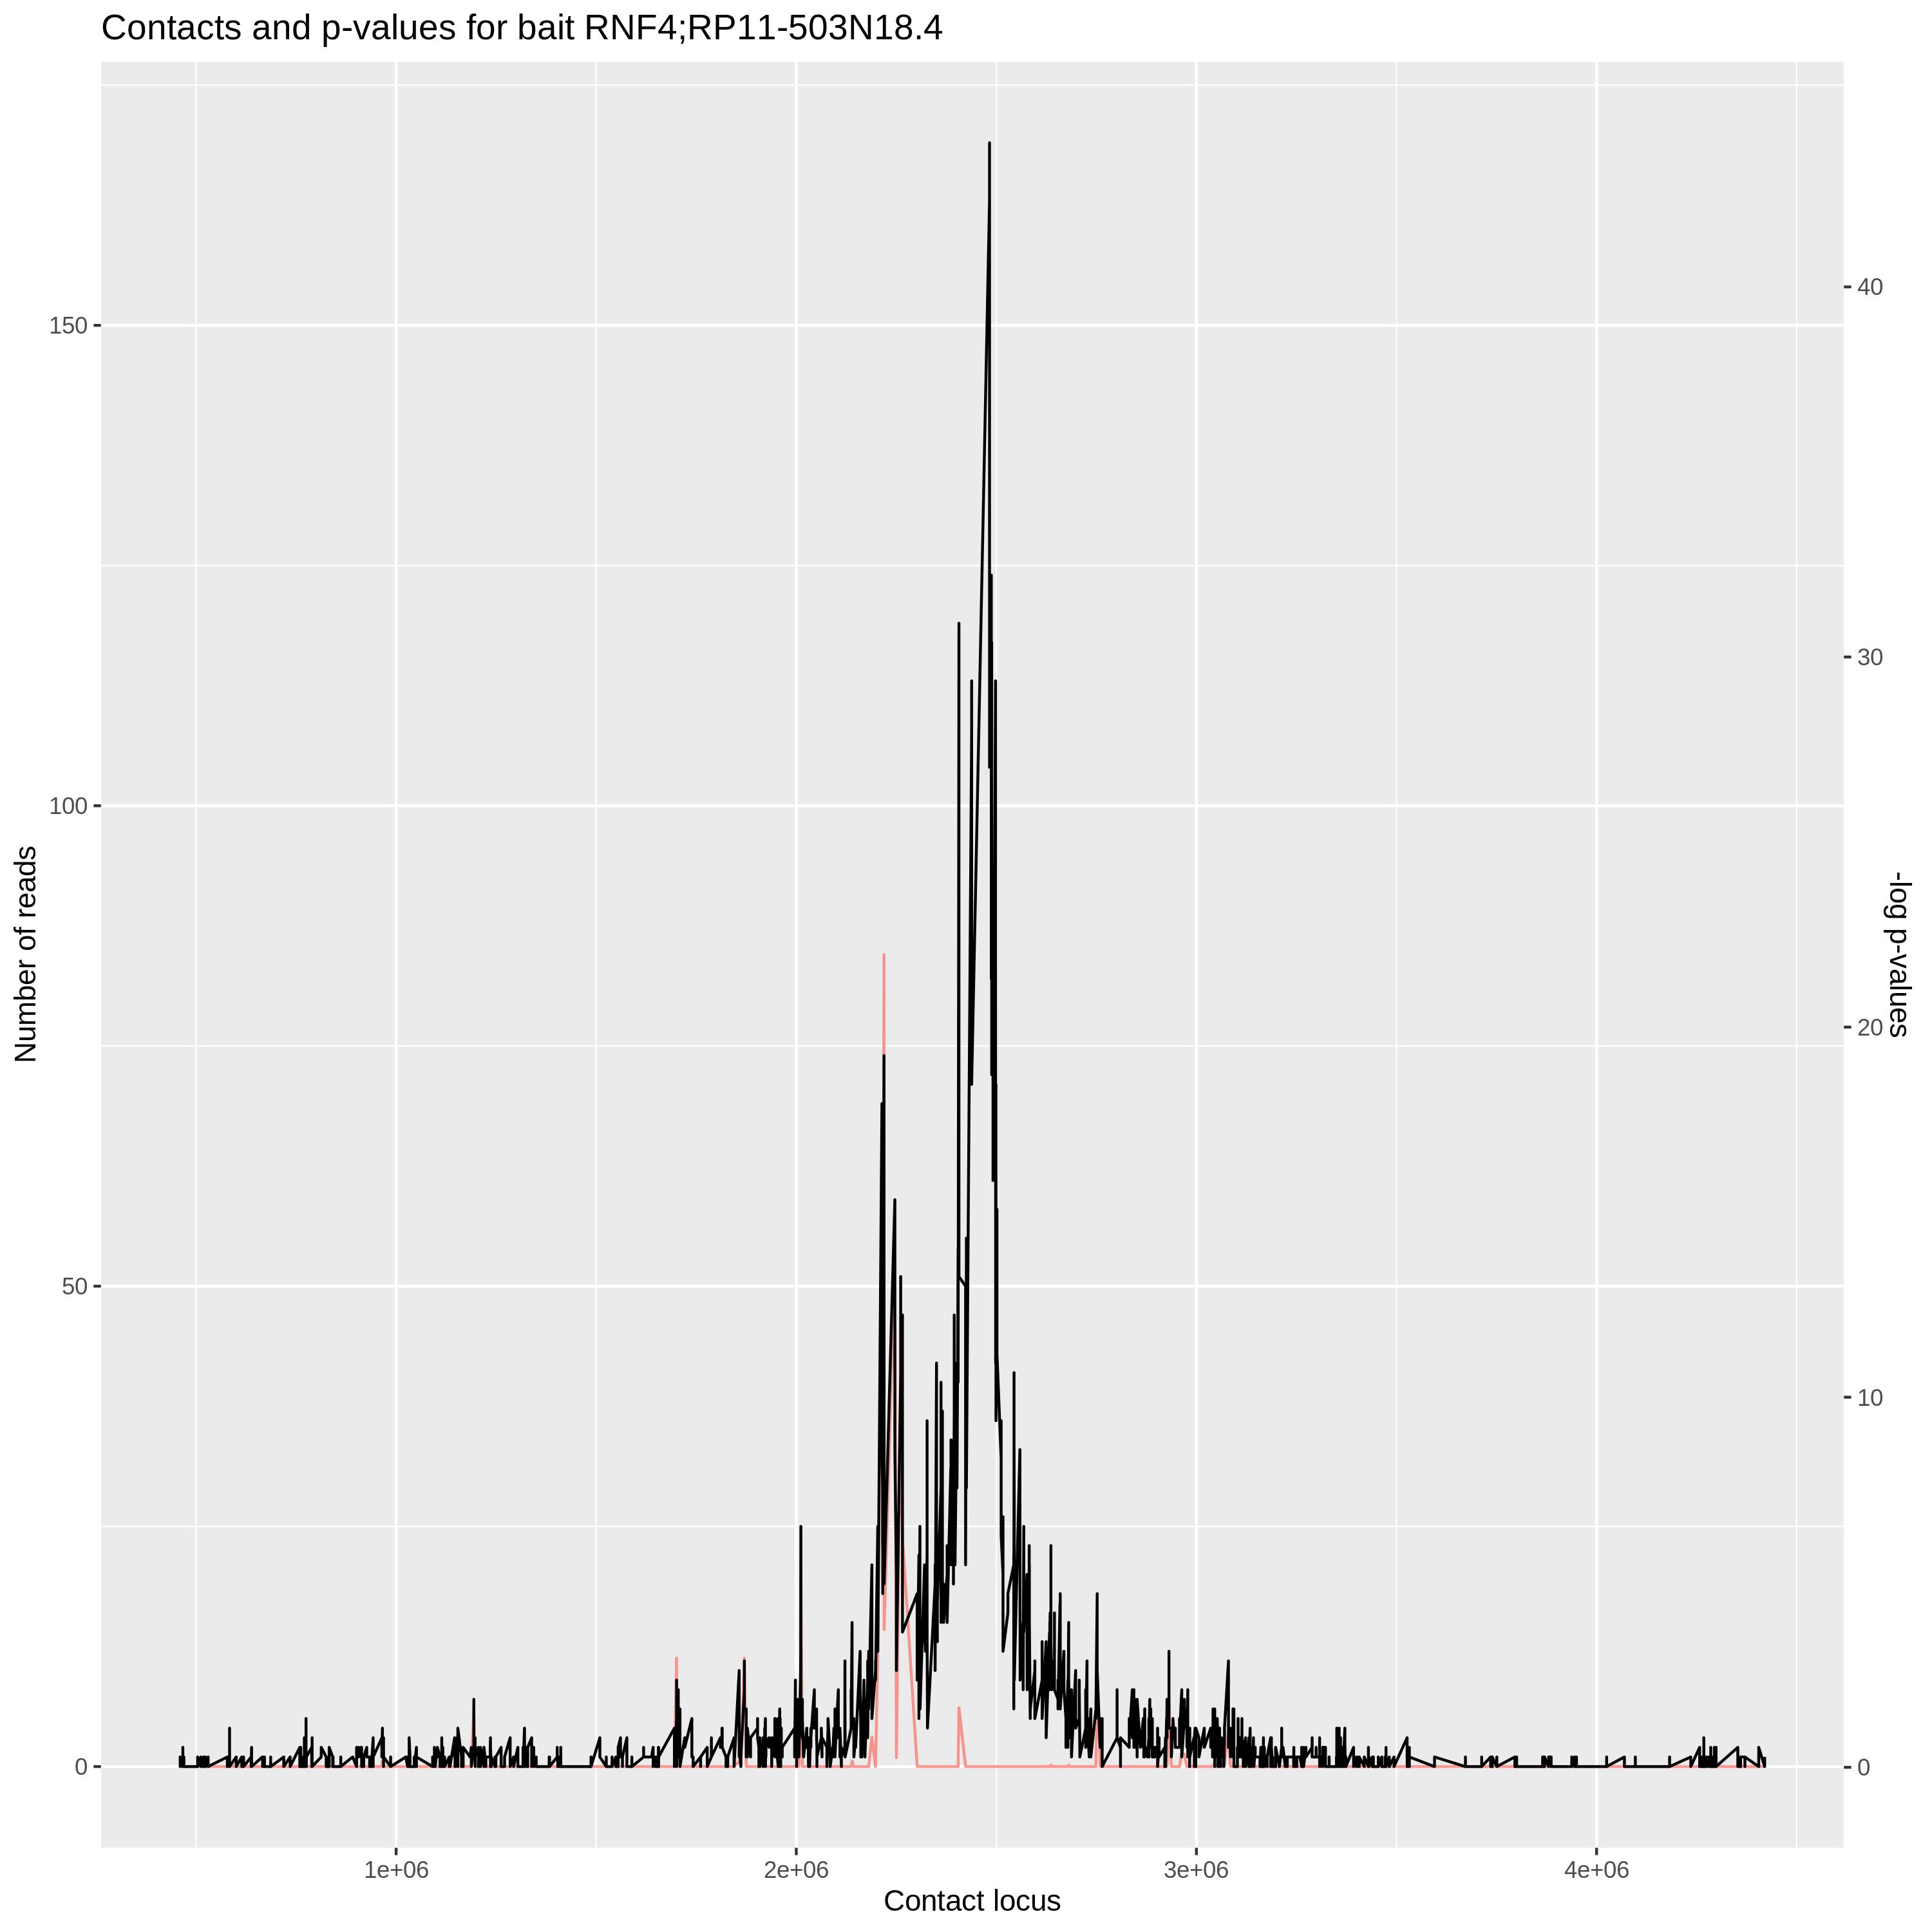 Contacts and p-values for bait RNF4;RP11-503N18.4
Number of reads
150
100
50
0
40
30
20
10
0
-log p-values
1e+06
2e+06
3e+06
4e+06
Contact locus